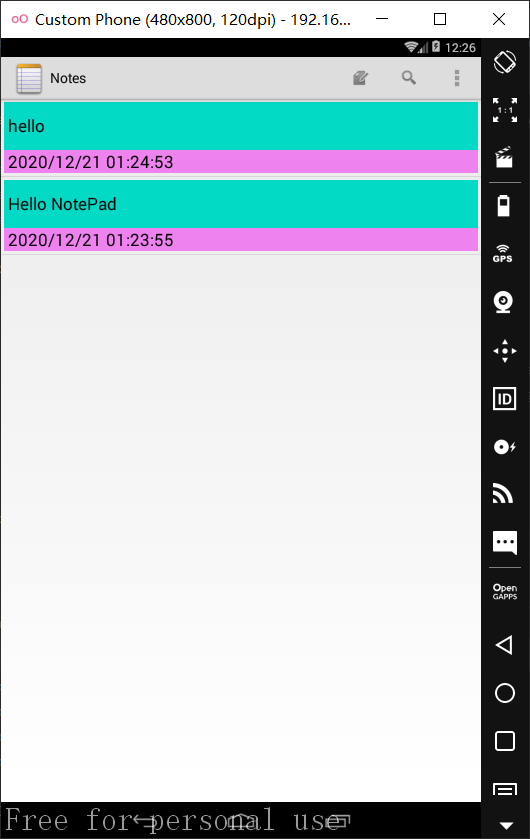 Custom Phone (480x800, 120dpi) - 192.16...
12:26
Notes
1:1
hello
2020/12/21 01:24:53
Hello NotePad
2020/12/21 01:23:55
GPS
ID
Open
GAPPS
Free for personal use